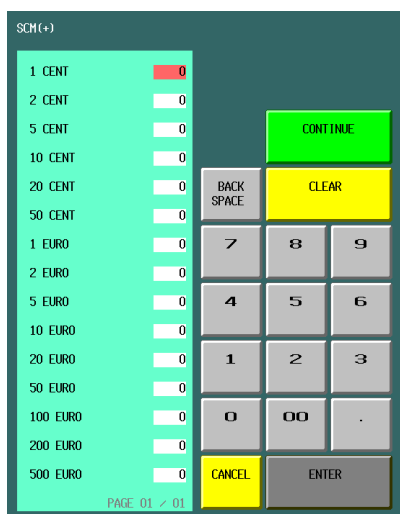 SCM(+)
1 CENT 0
2 CENT 0
5 CENT 0
10 CENT 0
20 CENT 0
50 CENT 0
1 EURO 0
2 EURO 0
5 EURO 0
10 EURO 0
20 EURO 0
50 EURO 0
100 EURO 0
200 EURO 0
500 EURO 0
PAGE 01 / 01
CONTINUE
BACK
SPACE
CLEAR
7 8 9
4 5 6
1 2 3
0 00 .
CANCEL ENTER